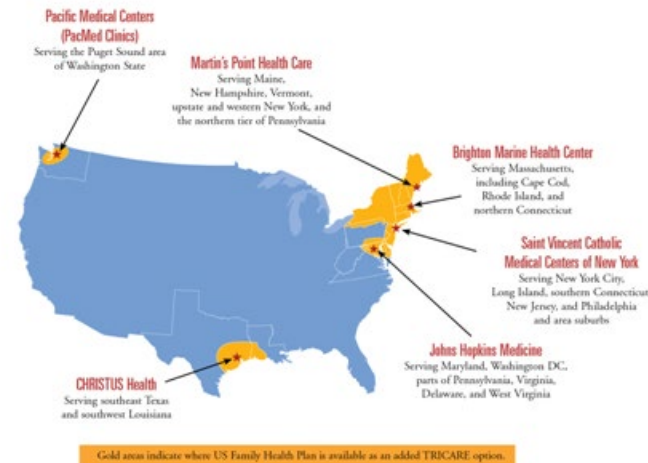 Pacific Medical Centers
(PacMed Clinics)
Serving the Puget Sound area
of Washington State
Martin's Point Health Care
Serving Maine,
New Hampshire, Vermont,
upstate and western New York, and
the northern tier of Pennsylvania
Brighton Marine Health Center
Serving Massachusetts,
including Cape Cod,
Rhode Island, and
northern Connecticut
Saint Vincent Catholic
Medical Centers of New York
Serving New York City,
Long Island, southern Connecticut
New Jersey, and Philadelphia
and area suburbs
Johns Hopkins Medicine
Serving Maryland, Washington DC,
parts of Pennsylvania, Virginia,
Delaware, and West Virginia
CHRISTUS Health
Serving southeast Texas
and southwest Louisiana
Gold areas indicate where US Family Health Plan is available as an added TRICARE option.